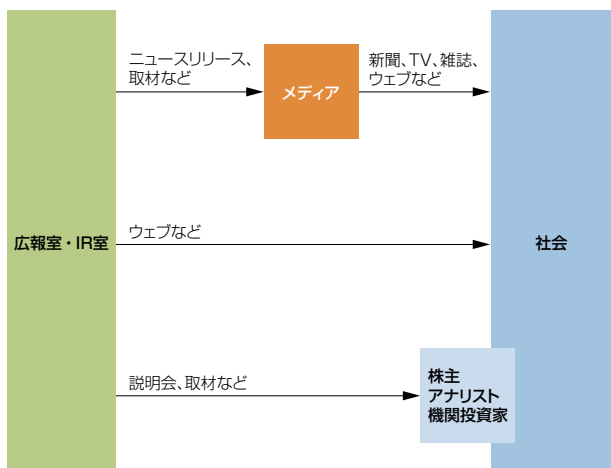 ニュースリリース、
取材など
メディア
新聞、TV、雑誌、
ウェブなど
広報室・IR室
ウェブなど
社会
説明会、取材など
株主
アナリスト
機関投資家